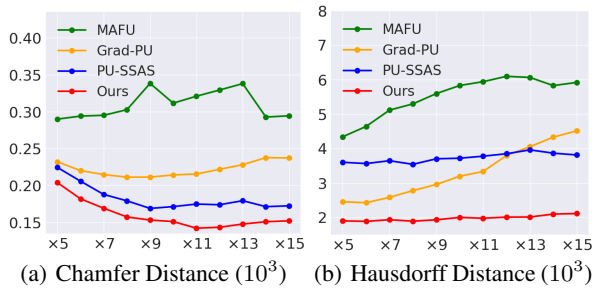 0.40
0.35
0.30
0.25
0.20
0.15
MAFU
Grad-PU
PU-SSAS
Ours
×5 ×7 ×9 ×11 ×13 ×15
(a) Chamfer Distance (10³)
8
7
6
5
4
3
2
MAFU
Grad-PU
PU-SSAS
Ours
×5 ×7 ×9 ×11 ×13 ×15
(b) Hausdorff Distance (10³)